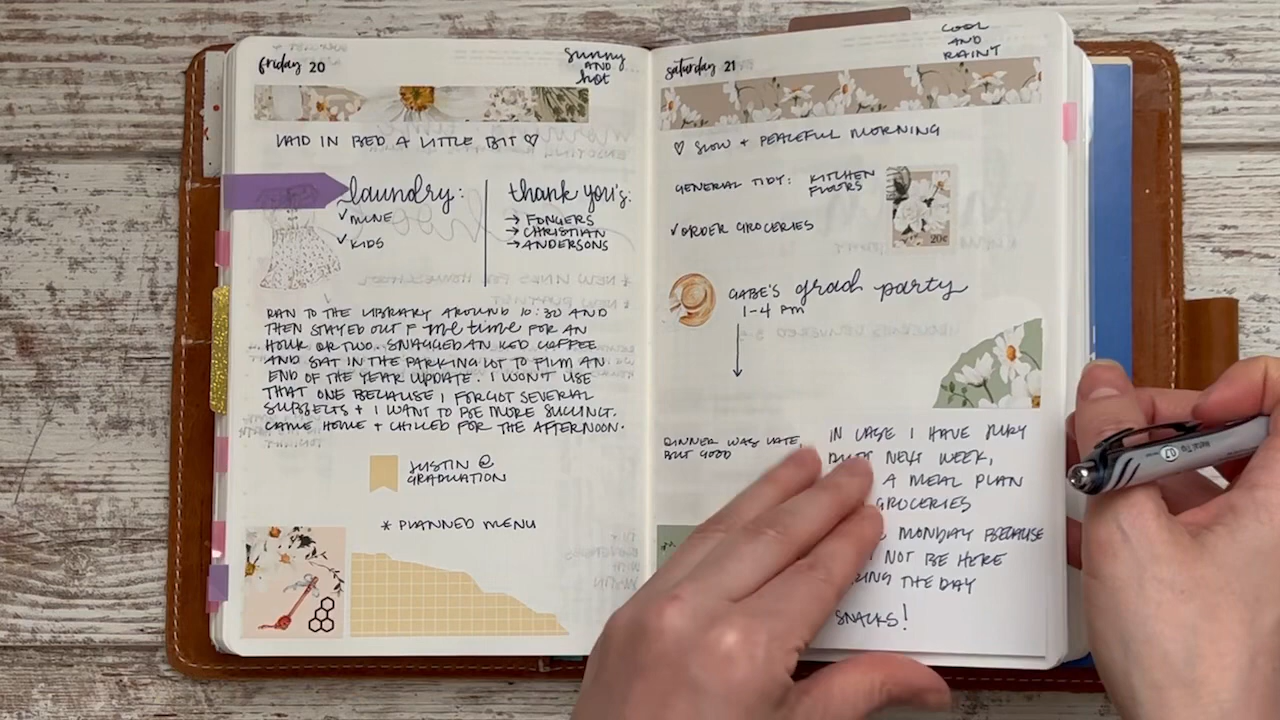 friday 20
sunny
AND
hot
LAID IN BED A LITTLE BIT ♡
laundry:
✓ MINE
✓ KIDS
thank you's:
→ FONGERS
→ CHRISTIAN
→ ANDERSONS
RAN TO THE LIBRARY AROUND 10:30 AND
THEN STAYED OUT F me time FOR AN
HOUR OR TWO. SNAGGED AN ICED COFFEE
AND SAT IN THE PARKING LOT TO FILM AN
END OF THE YEAR UPDATE. I WON'T USE
THAT ONE BECAUSE I FORGOT SEVERAL
SUBJECTS + I WANT TO BE MORE SUCCINCT.
CAME HOME + CHILLED FOR THE AFTERNOON.
JUSTIN @
GRADUATION
* PLANNED MENU
saturday 21
COOL
AND
RAINY
♡ SLOW + PEACEFUL MORNING
GENERAL TIDY: KITCHEN
FLOORS
✓ ORDER GROCERIES
20c
GABE'S grad party
1-4 PM
DINNER WAS LATE,
BUT GOOD
IN CASE I HAVE JURY
DUTY NEXT WEEK,
A MEAL PLAN
GROCERIES
MONDAY BECAUSE
NOT BE HERE
THE DAY
SNACKS!